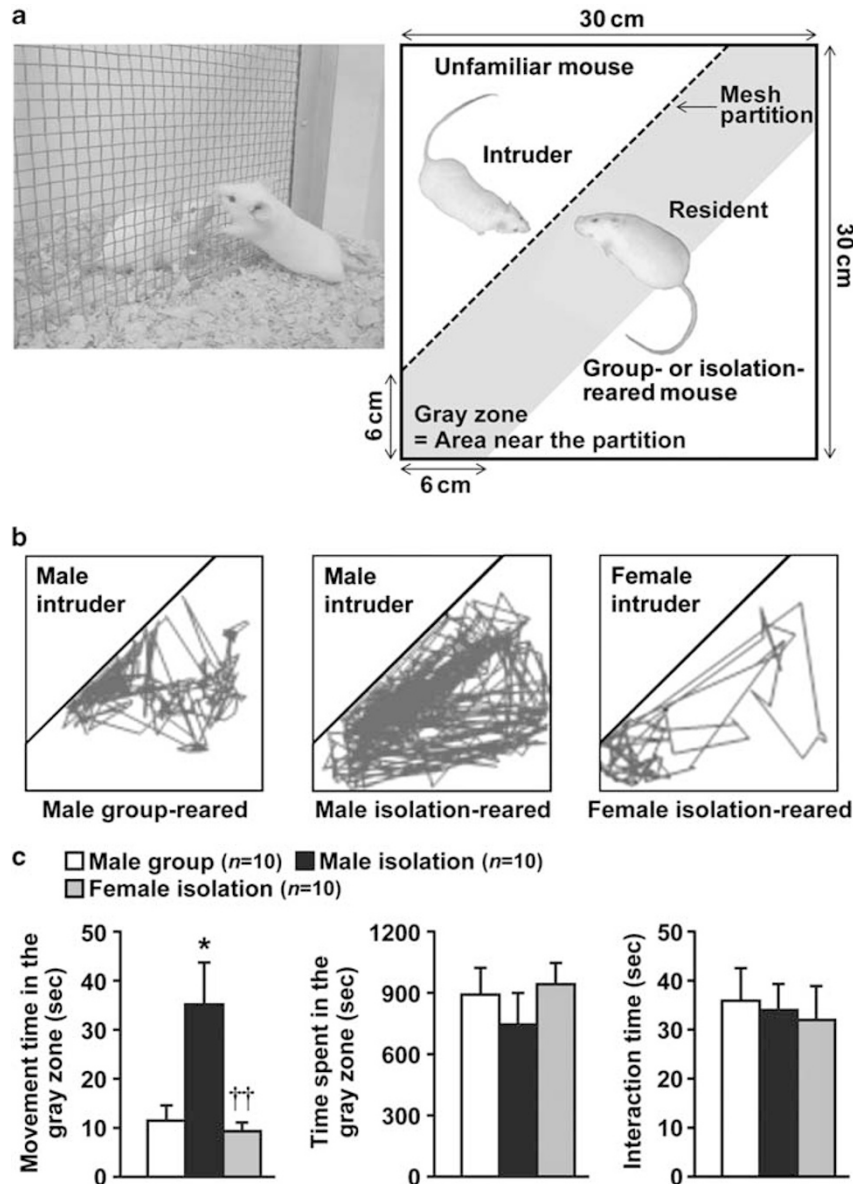 a
30 cm
Unfamiliar mouse
Mesh
partition
Intruder
Resident
30 cm
Group- or isolation-
reared mouse
6 cm
Gray zone
= Area near the partition
6 cm
b
Male
intruder
Male
intruder
Female
intruder
Male group-reared
Male isolation-reared
Female isolation-reared
c
Male group (n=10)
Male isolation (n=10)
Female isolation (n=10)
Movement time in the
gray zone (sec)
50
40
30
20
10
0
*
††
Time spent in the
gray zone (sec)
1200
900
600
300
0
Interaction time (sec)
50
40
30
20
10
0